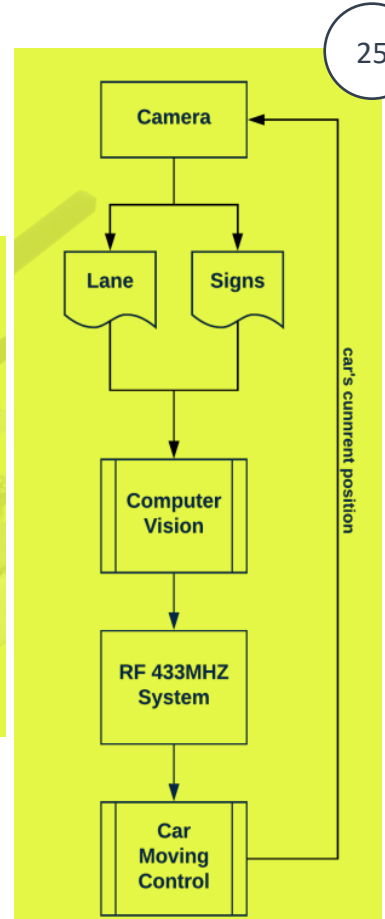 25
Camera
Lane
Signs
car's cunnrent position
Computer
Vision
RF 433MHZ
System
Car
Moving
Control